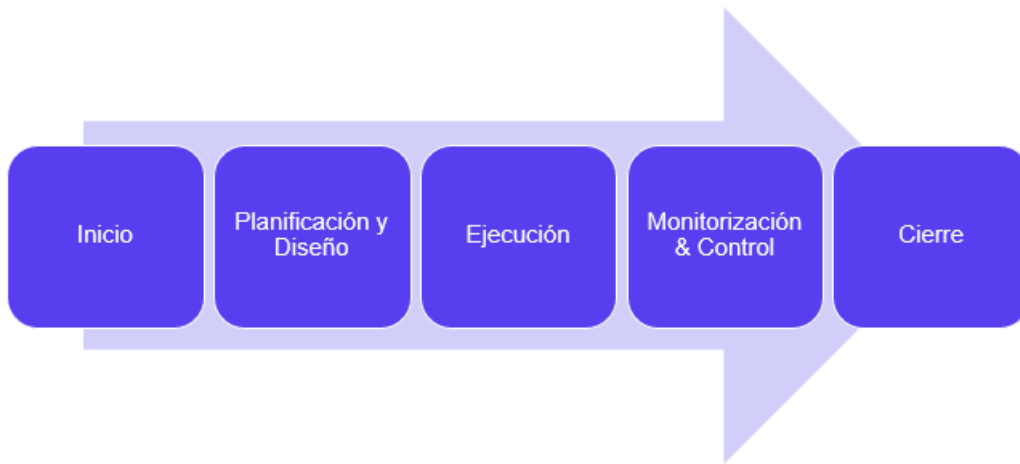 Inicio
Planificación y
Diseño
Ejecución
Monitorización
& Control
Cierre